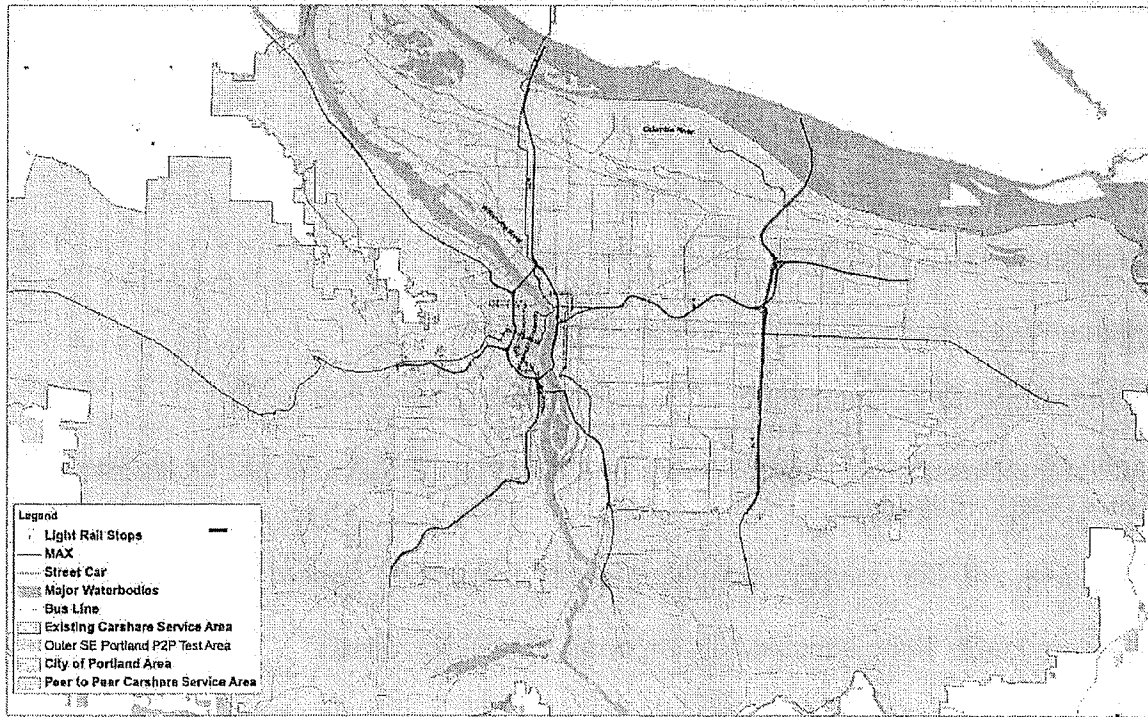 Columbia River
Legend
Light Rail Stops
MAX
Street Car
Major Waterbodies
Bus Line
Existing Carshare Service Area
Outer SE Portland P2P Test Area
City of Portland Area
Peer to Peer Carshare Service Area